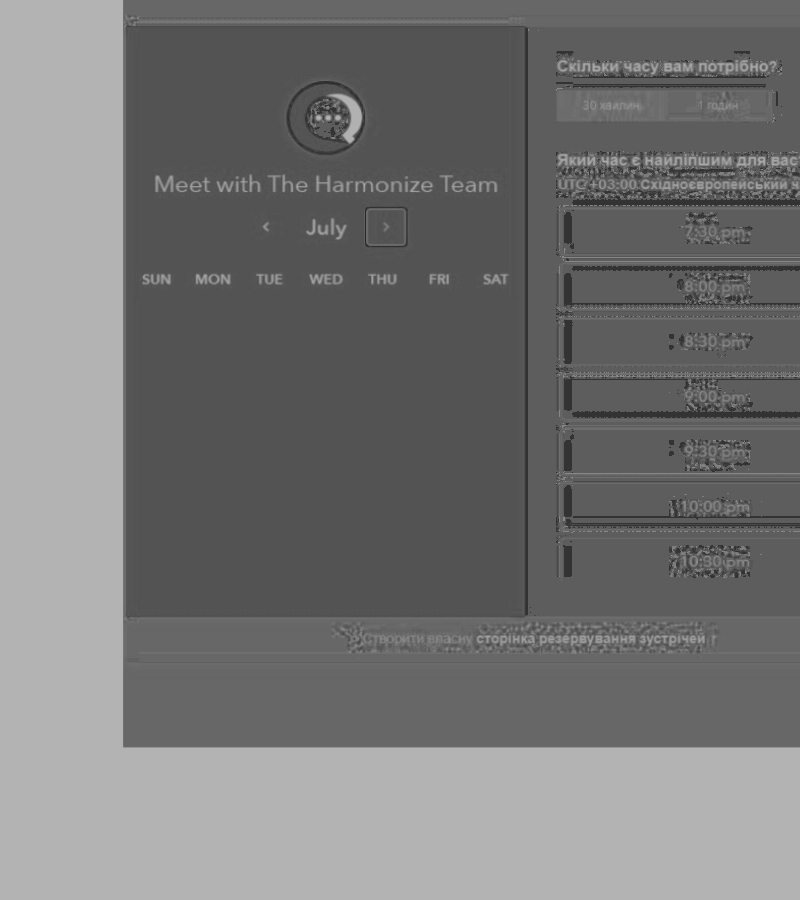 Meet with The Harmonize Team
July
SUN MON TUE WED THU FRI SAT
Скільки часу вам потрібно?
30 хвилин 1 годин
Який час є найліпшим для вас
UTC +03:00 Східноєвропейський ч
7:30 pm
8:00 pm
8:30 pm
9:00 pm
9:30 pm
10:00 pm
10:30 pm
Створити власну сторінка резервування зустрічей